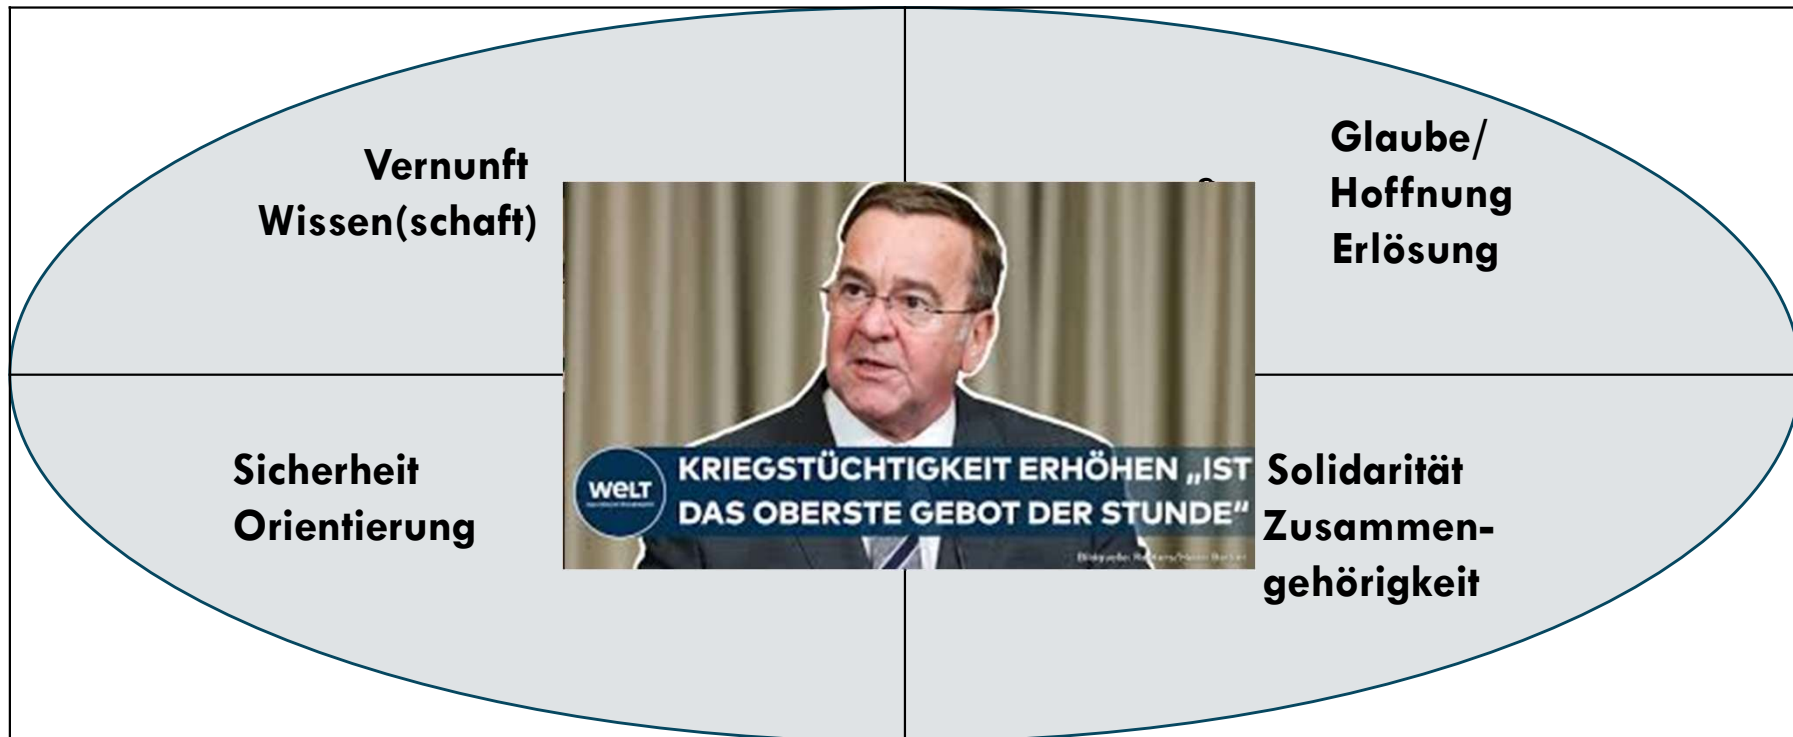 Vernunft
Wissen(schaft)
Glaube/
Hoffnung
Erlösung
WELT
KRIEGSTÜCHTIGKEIT ERHÖHEN „IST
DAS OBERSTE GEBOT DER STUNDE“
Sicherheit
Orientierung
Solidarität
Zusammen-
gehörigkeit